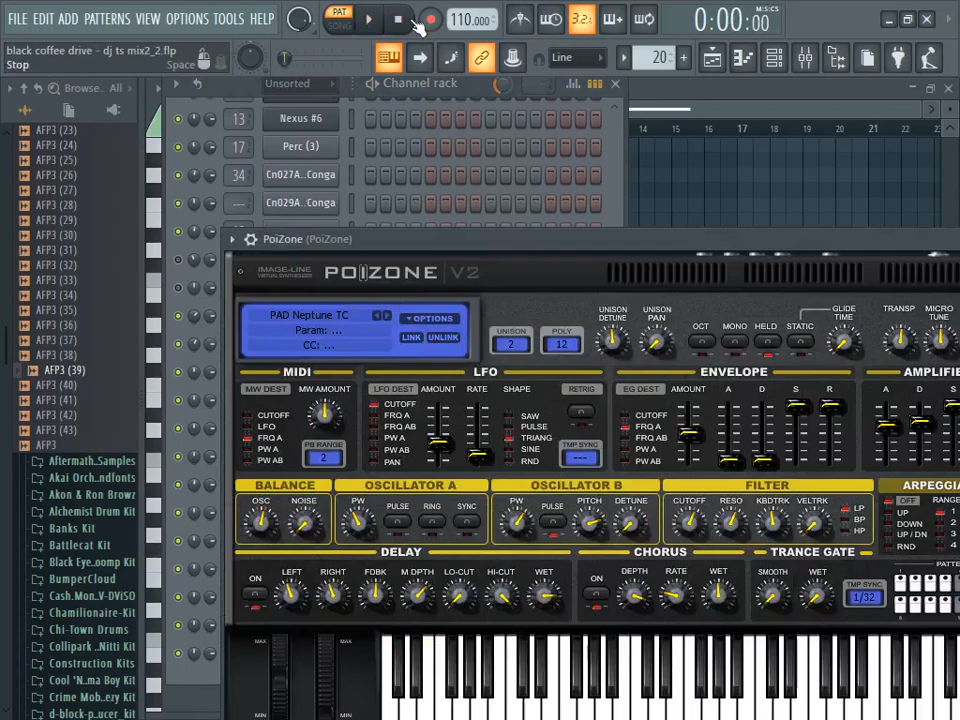 FILE EDIT ADD PATTERNS VIEW OPTIONS TOOLS HELP
PAT
SONG
110.000
3.2:
0:00:00
M:S:CS
black coffee drive - dj ts mix2_2.flp
Stop
Space
Line
20
Browse.. All
Unsorted
Channel rack
AFP3 (23)
AFP3 (24)
AFP3 (25)
AFP3 (26)
AFP3 (27)
AFP3 (28)
AFP3 (29)
AFP3 (30)
AFP3 (31)
AFP3 (32)
AFP3 (33)
AFP3 (34)
AFP3 (35)
AFP3 (36)
AFP3 (37)
AFP3 (38)
AFP3 (39)
AFP3 (40)
AFP3 (41)
AFP3 (42)
AFP3 (43)
AFP3
Aftermath..Samples
Akai Orch..ndfonts
Akon & Ron Browz
Alchemist Drum Kit
Banks Kit
Battlecat Kit
Black Eye..oom Kit
BumperCloud
Cash.Mon..V-DViSO
Chamilionaire-Kit
Chi-Town Drums
Collipark ..Nitti Kit
Construction Kits
Cool 'N..ma Boy Kit
Crime Mob..ezy Kit
d-block-p..ucer_kit
13 Nexus #6
17 Perc (3)
34 Cn027A..Conga
--- Cn029A..Conga
14 15 16 17 18 19 20 21 22
PoiZone (PoiZone)
IMAGE-LINE
VIRTUAL SYNTHESIZER
POIZONE V2
PAD Neptune TC
Param: ...
CC: ...
OPTIONS
LINK UNLINK
UNISON
2
POLY
12
UNISON DETUNE
UNISON PAN
OCT MONO HELD STATIC
GLIDE TIME
TRANSP
MICRO TUNE
MIDI LFO ENVELOPE AMPLIFI
MW DEST MW AMOUNT
CUTOFF
LFO
FRQ A
PW A
PW AB
PB RANGE
2
LFO DEST AMOUNT RATE SHAPE RETRIG
CUTOFF
FRQ A
FRQ AB
PW A
PW AB
PAN
SAW
PULSE
TRIANG
SINE
RND
TMP SYNC
---
EG DEST AMOUNT A D S R
CUTOFF
FRQ A
FRQ AB
PW A
PW AB
A D S
BALANCE OSCILLATOR A OSCILLATOR B FILTER ARPEGGIA
OSC NOISE
PW PULSE RING SYNC
PW PULSE PITCH DETUNE
CUTOFF RESO KBDTRK VELTRK
LP
BP
HP
OFF
UP
DOWN
UP / DN
RND
RANGE
1
2
3
4
DELAY CHORUS TRANCE GATE
ON LEFT RIGHT FDBK M DPTH LO-CUT HI-CUT WET
ON DEPTH RATE WET
SMOOTH WET
TMP SYNC
1/32
PATTE
MAX MAX
MIN MIN